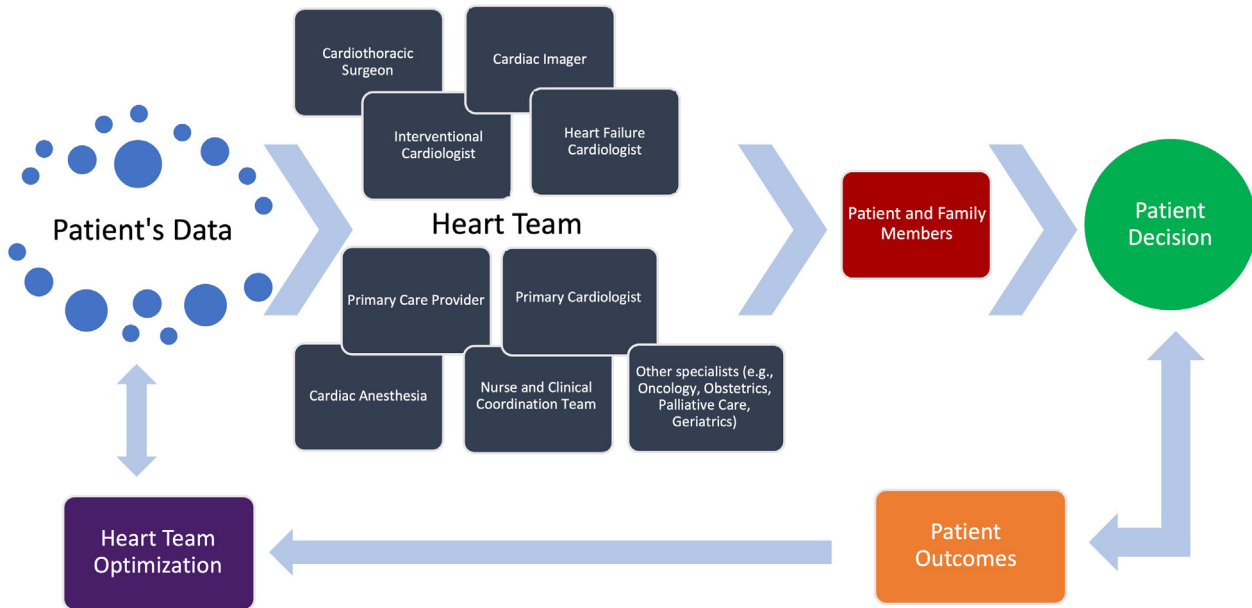 Cardiothoracic
Surgeon
Cardiac Imager
Interventional
Cardiologist
Heart Failure
Cardiologist
Patient's Data
Heart Team
Patient and Family
Members
Patient
Decision
Primary Care Provider
Primary Cardiologist
Cardiac Anesthesia
Nurse and Clinical
Coordination Team
Other specialists (e.g.,
Oncology, Obstetrics,
Palliative Care,
Geriatrics)
Heart Team
Optimization
Patient
Outcomes